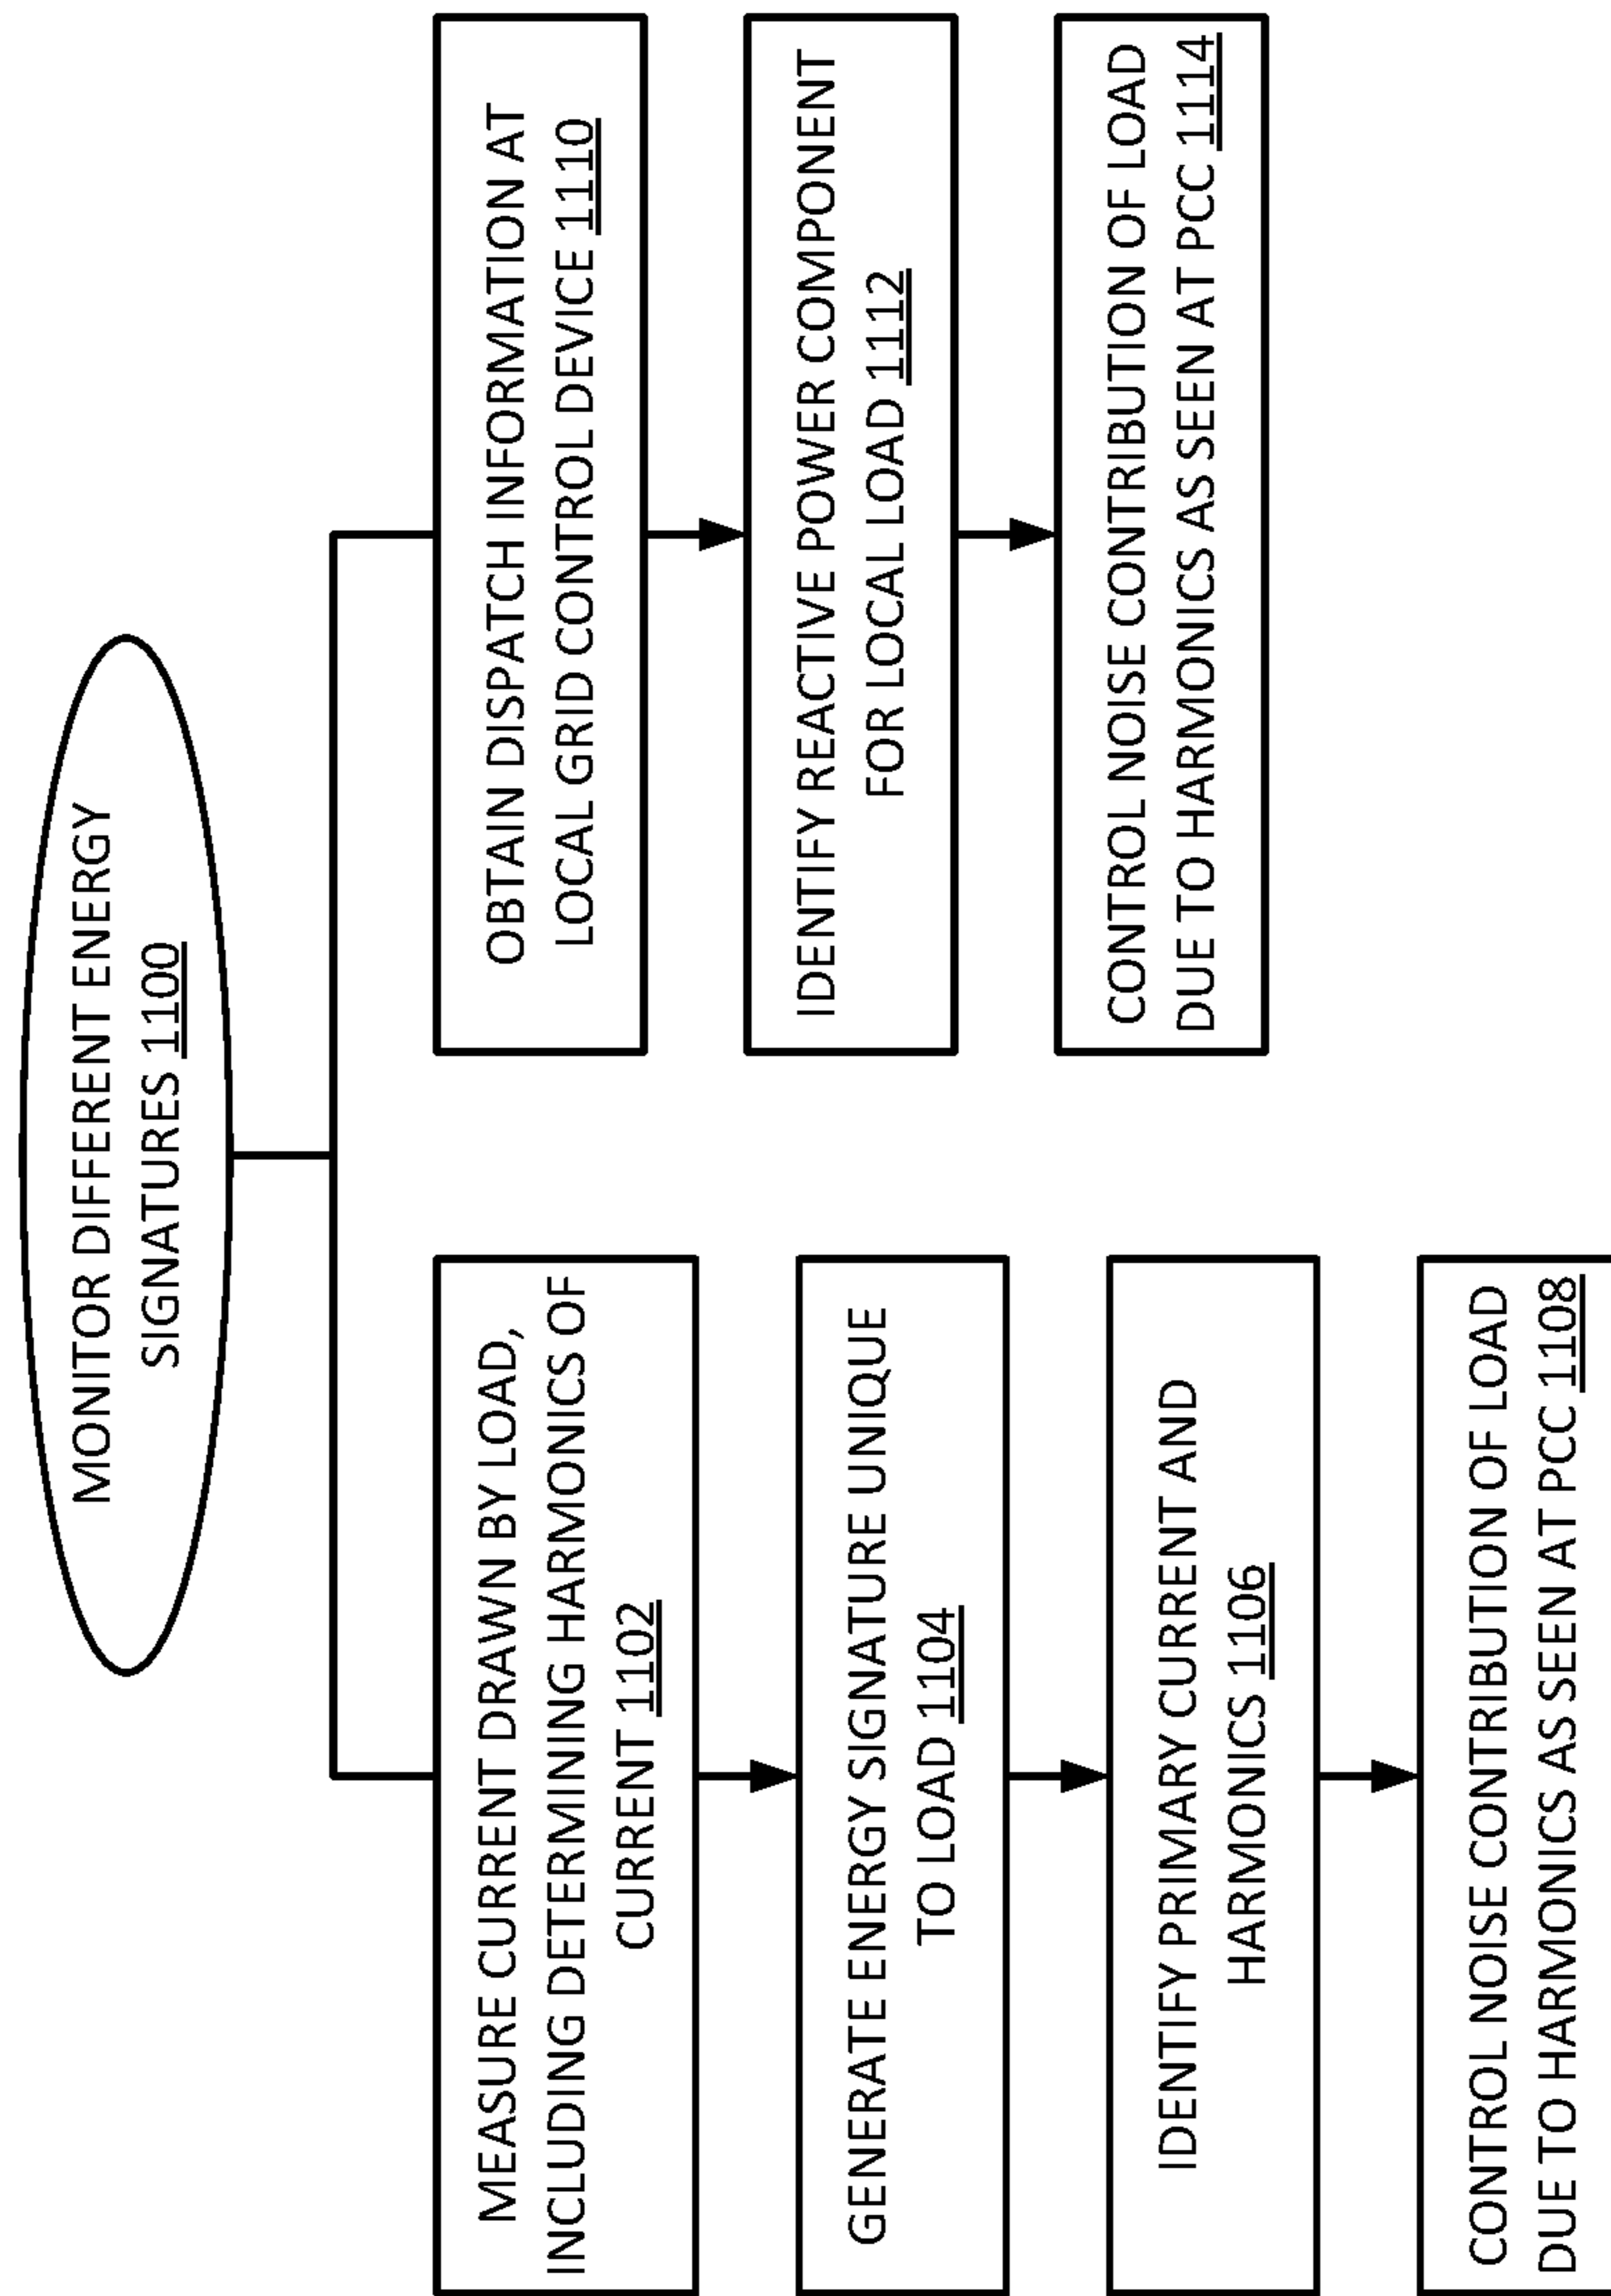 MONITOR DIFFERENT ENERGY
SIGNATURES 1100
MEASURE CURRENT DRAWN BY LOAD,
INCLUDING DETERMINING HARMONICS OF
CURRENT 1102
GENERATE ENERGY SIGNATURE UNIQUE
TO LOAD 1104
IDENTIFY PRIMARY CURRENT AND
HARMONICS 1106
CONTROL NOISE CONTRIBUTION OF LOAD
DUE TO HARMONICS AS SEEN AT PCC 1108
OBTAIN DISPATCH INFORMATION AT
LOCAL GRID CONTROL DEVICE 1110
IDENTIFY REACTIVE POWER COMPONENT
FOR LOCAL LOAD 1112
CONTROL NOISE CONTRIBUTION OF LOAD
DUE TO HARMONICS AS SEEN AT PCC 1114